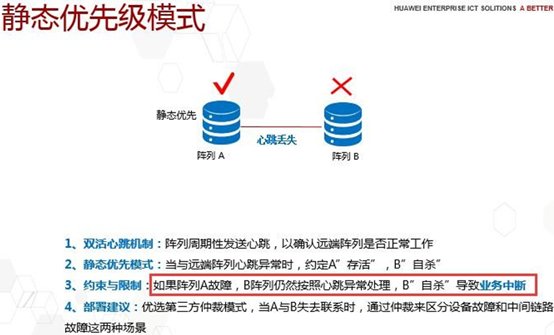 静态优先级模式
HUAWEI ENTERPRISE ICT SOLUTIONS A BETTER
静态优先
心跳丢失
阵列 A
阵列 B
1、双活心跳机制：阵列周期性发送心跳，以确认远端阵列是否正常工作
2、静态优先模式：当与远端阵列心跳异常时，约定A”存活”，B”自杀”
3、约束与限制：如果阵列A故障，B阵列仍然按照心跳异常处理，B”自杀”导致业务中断
4、部署建议：优选第三方仲裁模式，当A与B失去联系时，通过仲裁来区分设备故障和中间链路
故障这两种场景